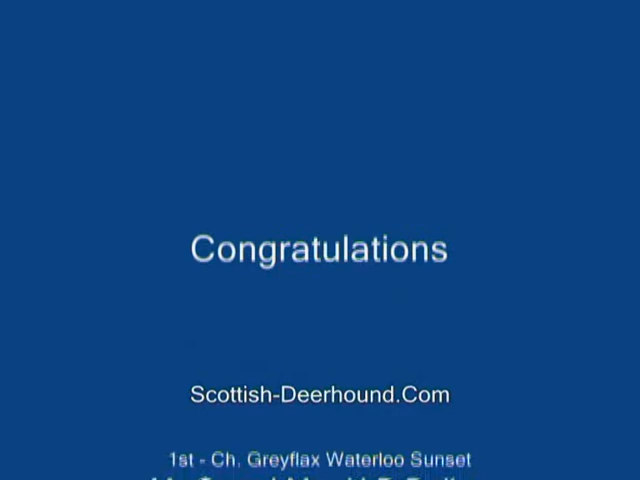 Congratulations
Scottish-Deerhound.Com
1st - Ch. Greyflax Waterloo Sunset